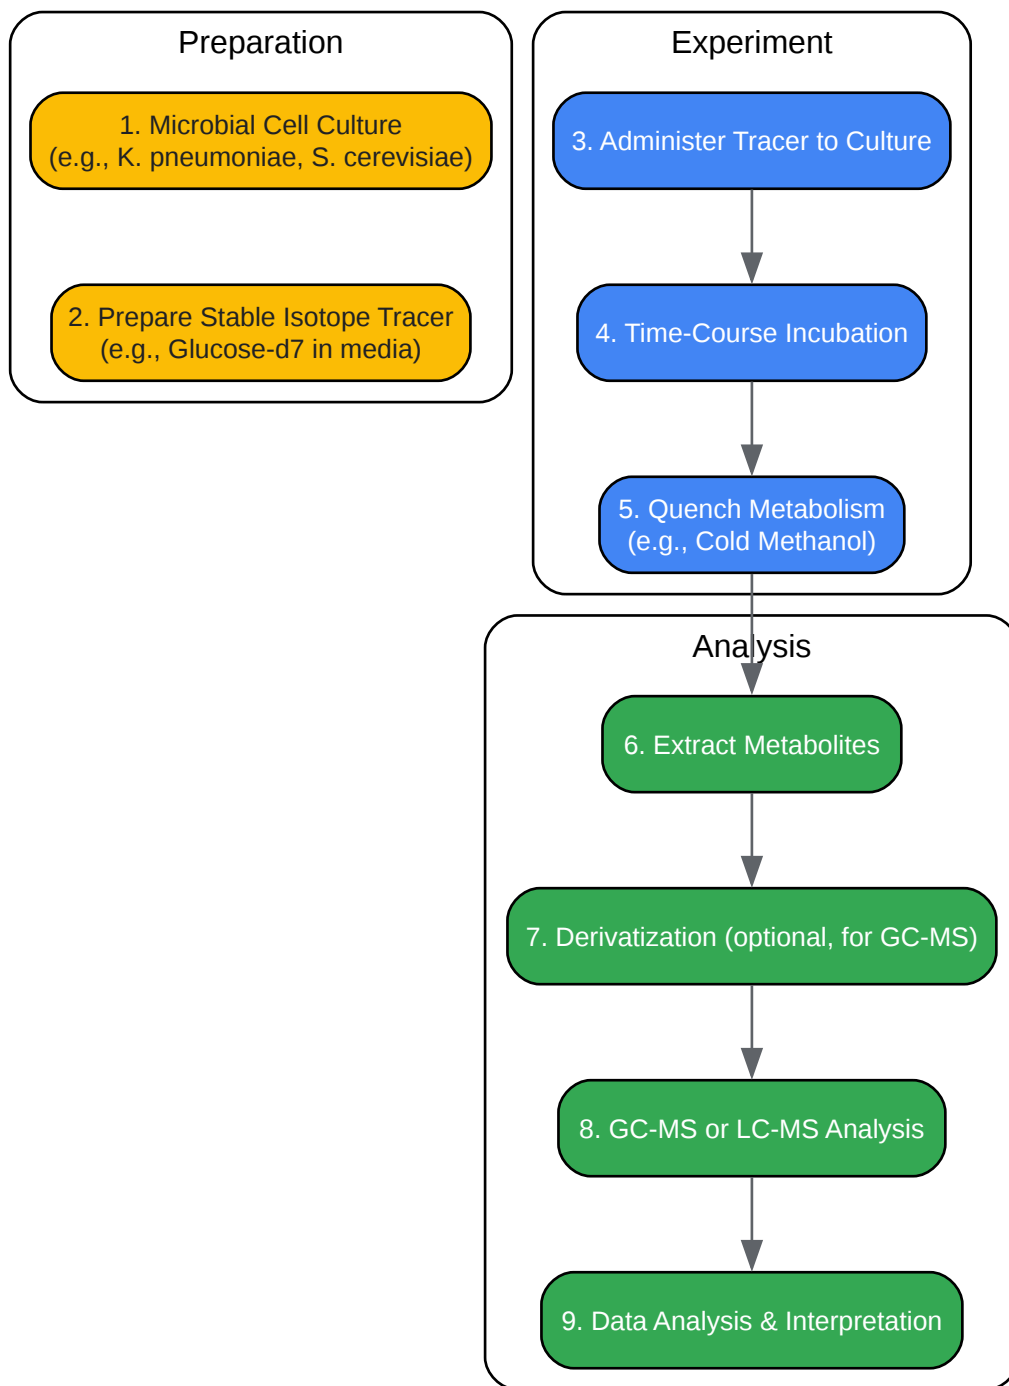 Preparation
1. Microbial Cell Culture
(e.g., K. pneumoniae, S. cerevisiae)
2. Prepare Stable Isotope Tracer
(e.g., Glucose-d7 in media)
Experiment
3. Administer Tracer to Culture
4. Time-Course Incubation
5. Quench Metabolism
(e.g., Cold Methanol)
Analysis
6. Extract Metabolites
7. Derivatization (optional, for GC-MS)
8. GC-MS or LC-MS Analysis
9. Data Analysis & Interpretation